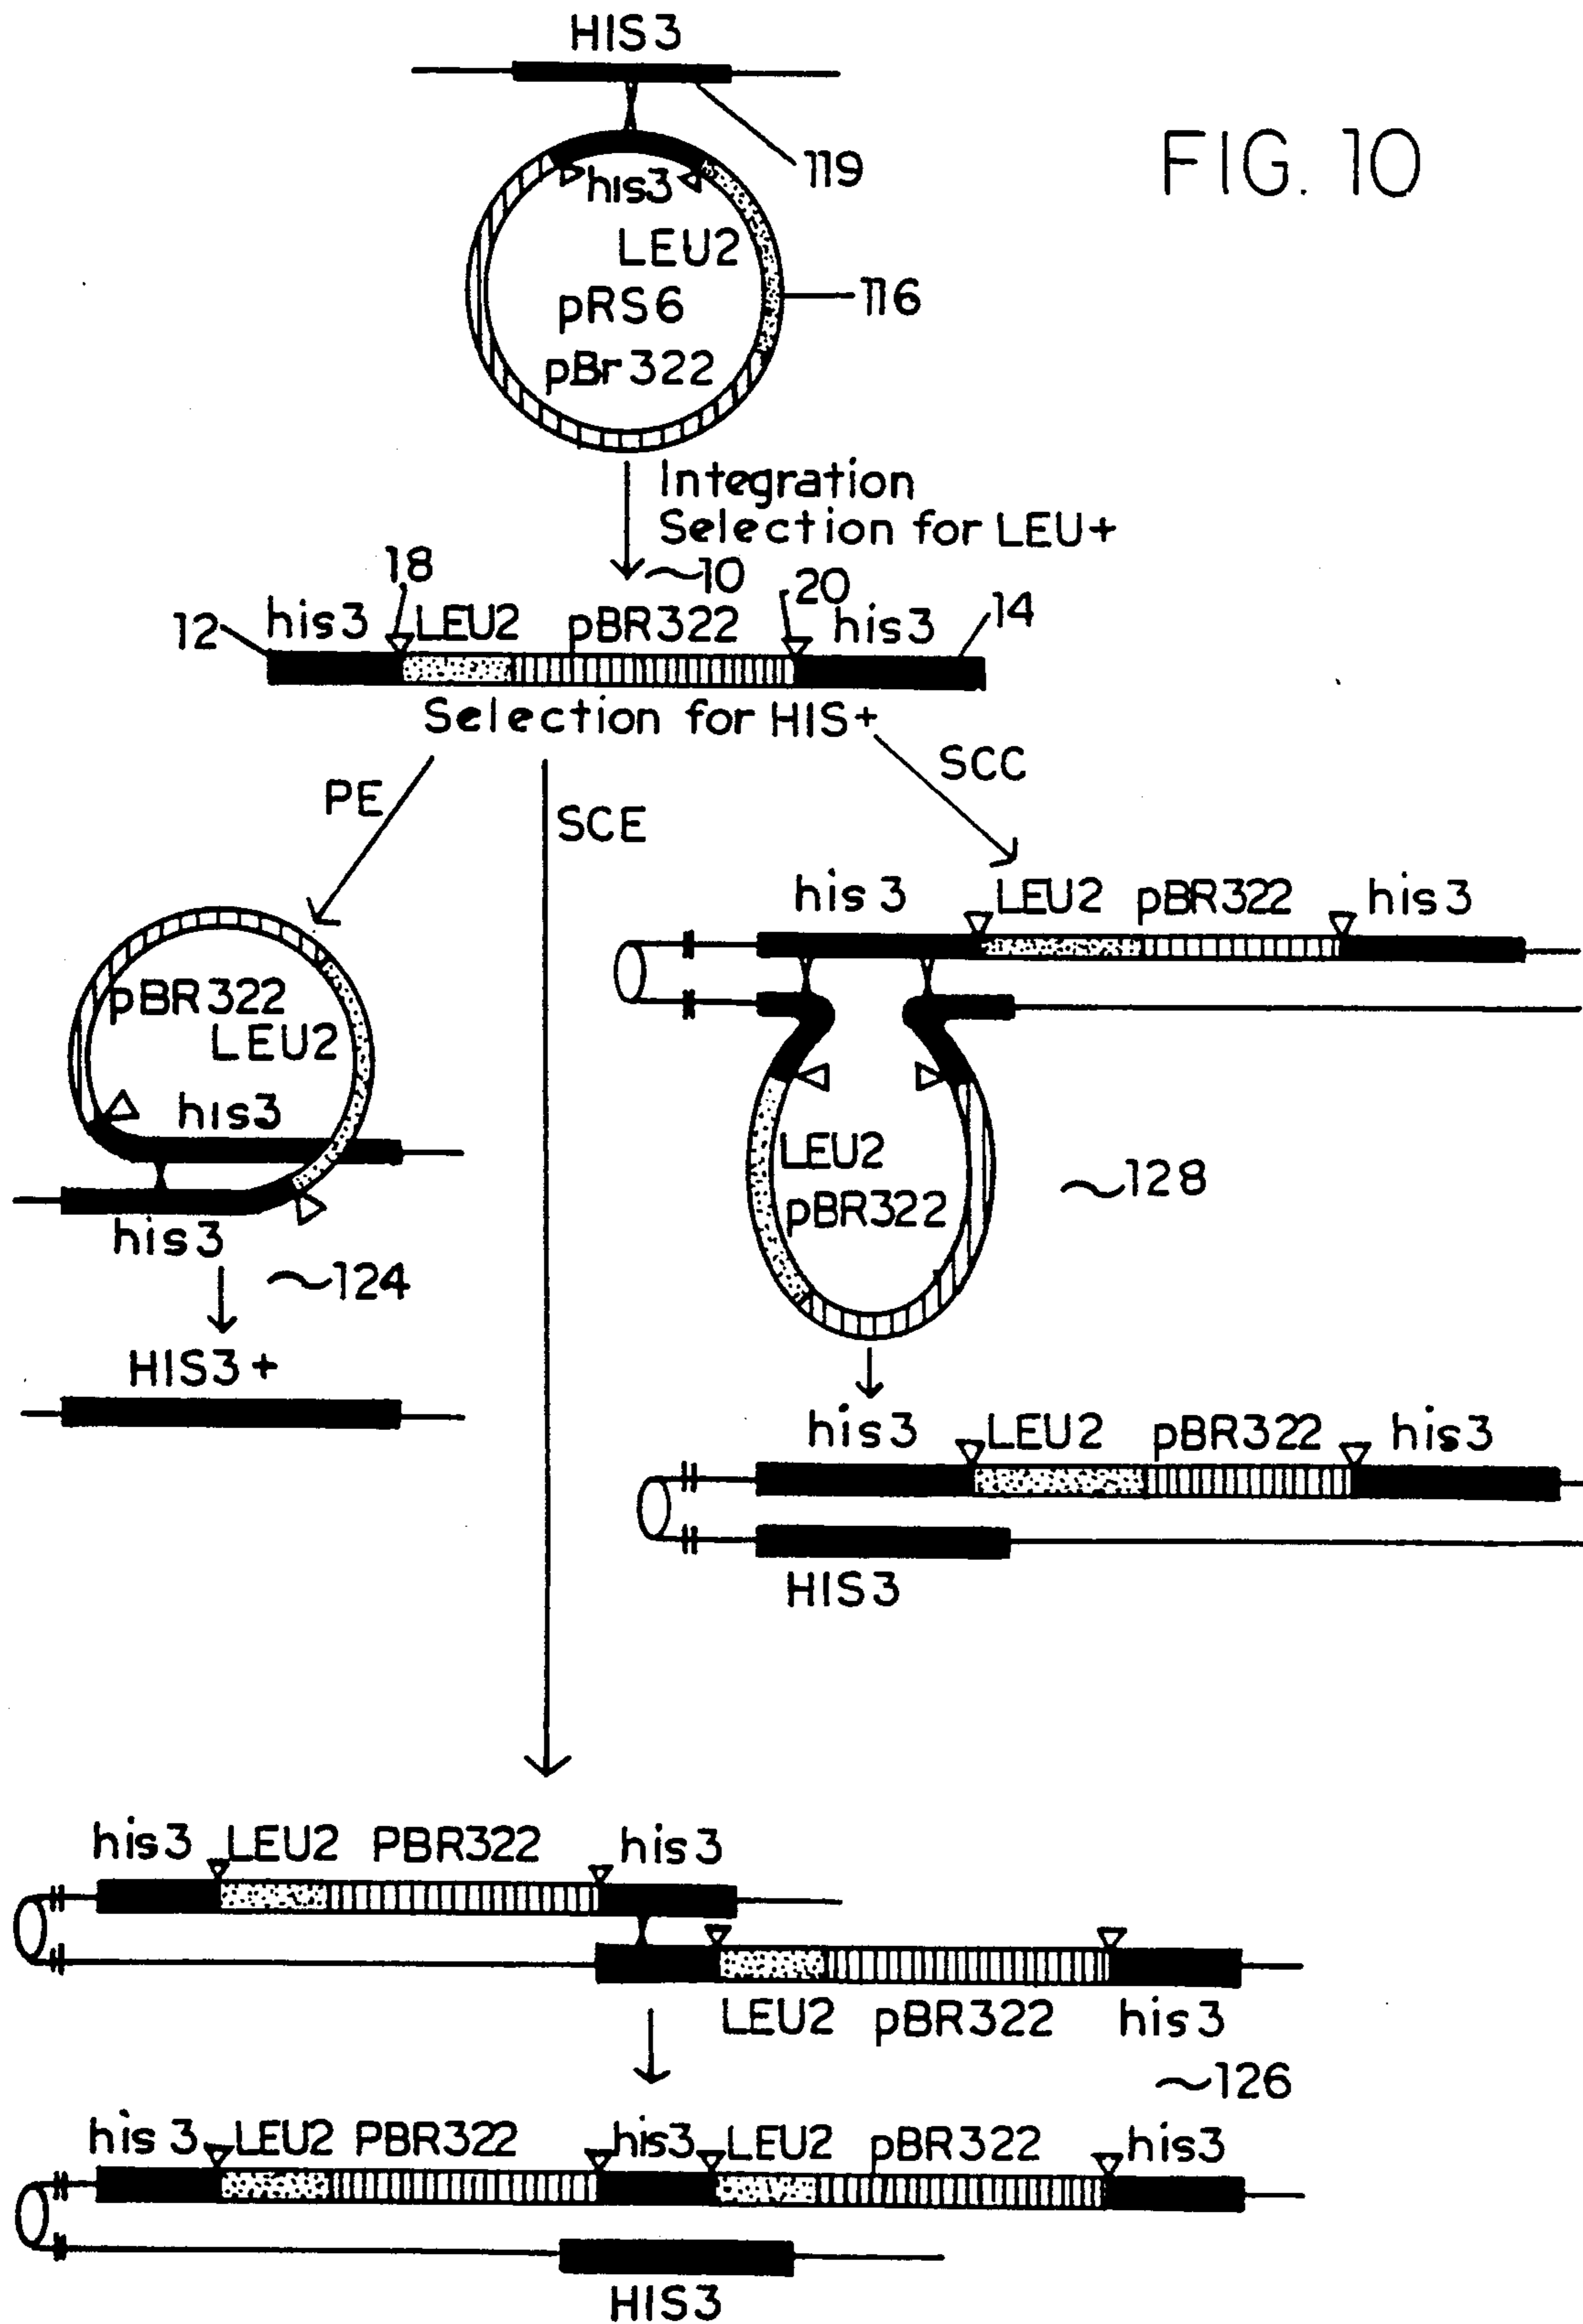 HIS3
FIG. 10
119
his3
LEU2
116
pRS6
pBr322
Integration
Selection for LEU+
10
18
20
12
his3
LEU2
pBR322
his3
14
Selection for HIS+
PE
SCE
SCC
his3 LEU2 pBR322 his3
pBR322
LEU2
his3
his3
124
HIS3+
LEU2
pBR322
128
his3 LEU2 pBR322 his3
HIS3
his3 LEU2 PBR322 his3
LEU2 pBR322 his3
126
his3 LEU2 PBR322 his3 LEU2 pBR322 his3
HIS3